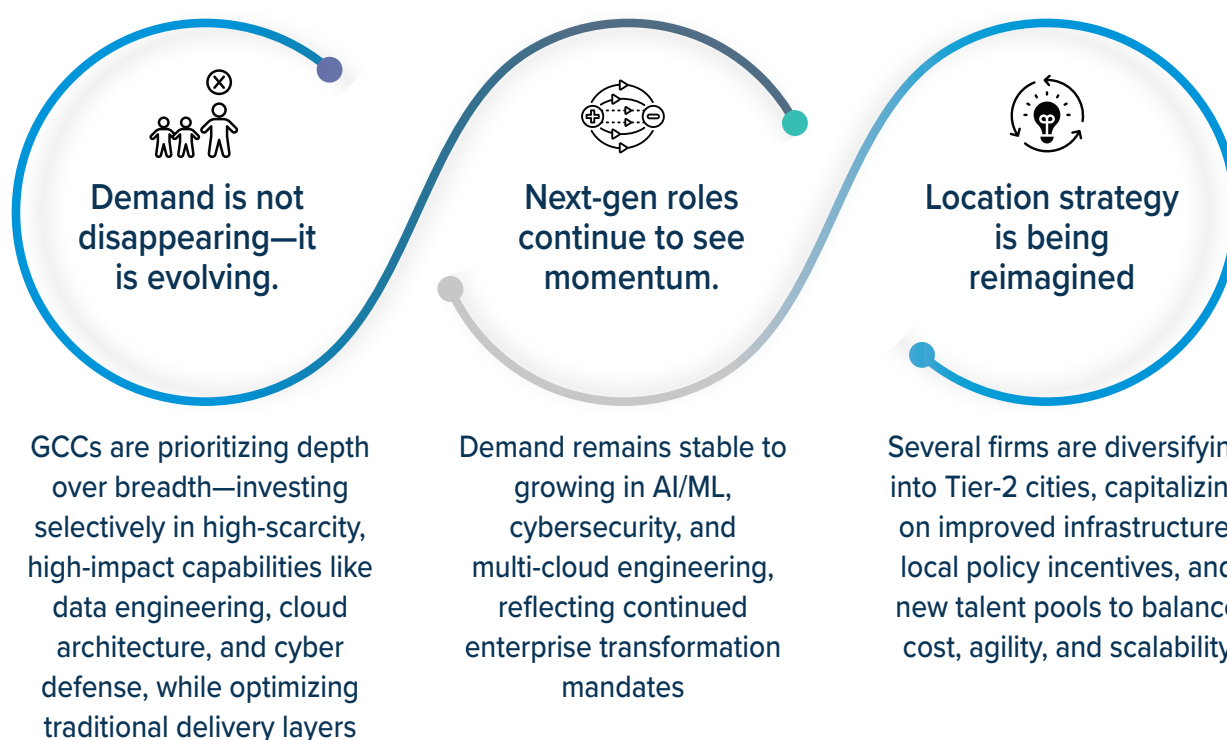 Demand is not
disappearing—it
is evolving.
GCCs are prioritizing depth
over breadth—investing
selectively in high-scarcity,
high-impact capabilities like
data engineering, cloud
architecture, and cyber
defense, while optimizing
traditional delivery layers
Next-gen roles
continue to see
momentum.
Demand remains stable to
growing in AI/ML,
cybersecurity, and
multi-cloud engineering,
reflecting continued
enterprise transformation
mandates
Location strategy
is being
reimagined
Several firms are diversifyin
into Tier-2 cities, capitalizin
on improved infrastructure
local policy incentives, and
new talent pools to balance
cost, agility, and scalability